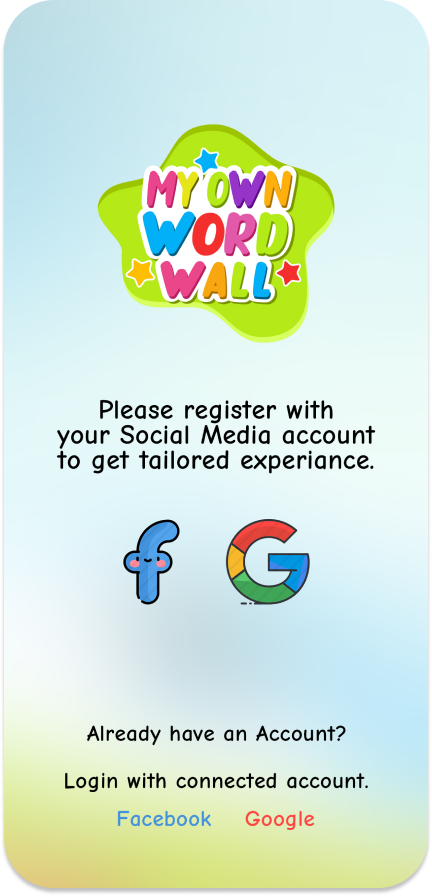 MY OWN
WORD
WALL
Please register with
your Social Media account
to get tailored experiance.
f G
Already have an Account?
Login with connected account.
Facebook Google